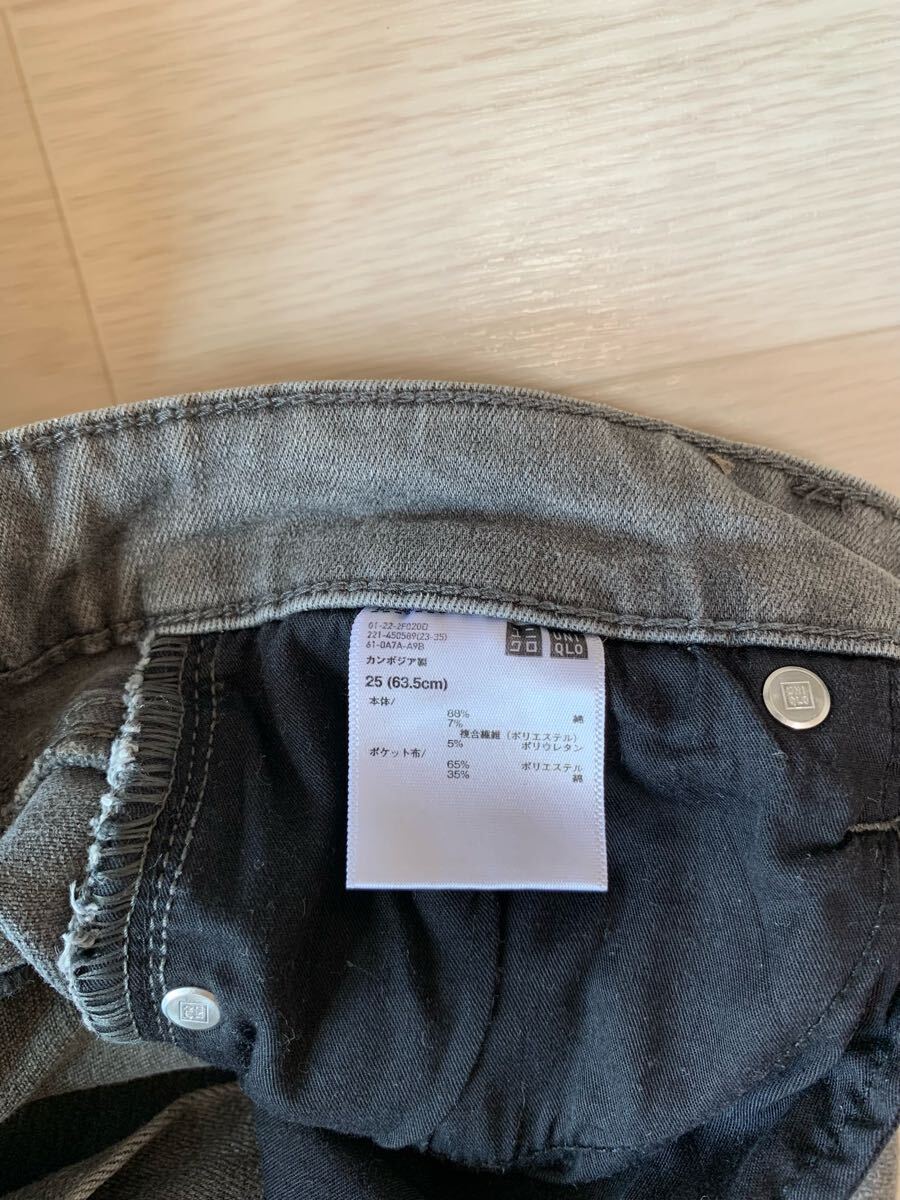 01-22-2F020D
221-450589(23-35)
61-0A7A-A9B
ユニクロ
UNIQLO
カンボジア製
25 (63.5cm)
本体/
88% 綿
7% 複合繊維(ポリエステル)
5% ポリウレタン
ポケット布/
65% ポリエステル
35% 綿
UNIQLO